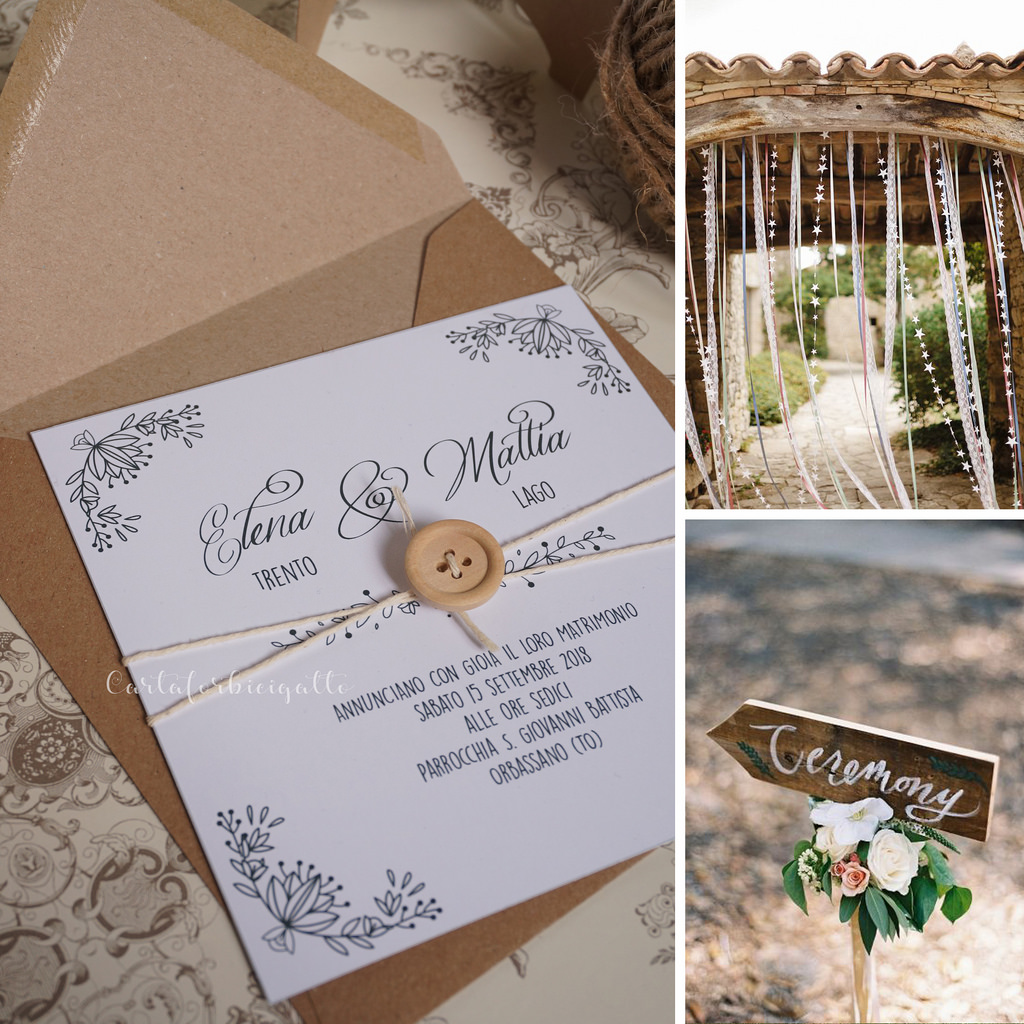 Elena & Mattia
TRENTO LAGO
ANNUNCIANO CON GIOIA IL LORO MATRIMONIO
SABATO 15 SETTEMBRE 2018
ALLE ORE SEDICI
PARROCCHIA S. GIOVANNI BATTISTA
ORBASSANO (TO)
Cartaforbiciegatto
Ceremony